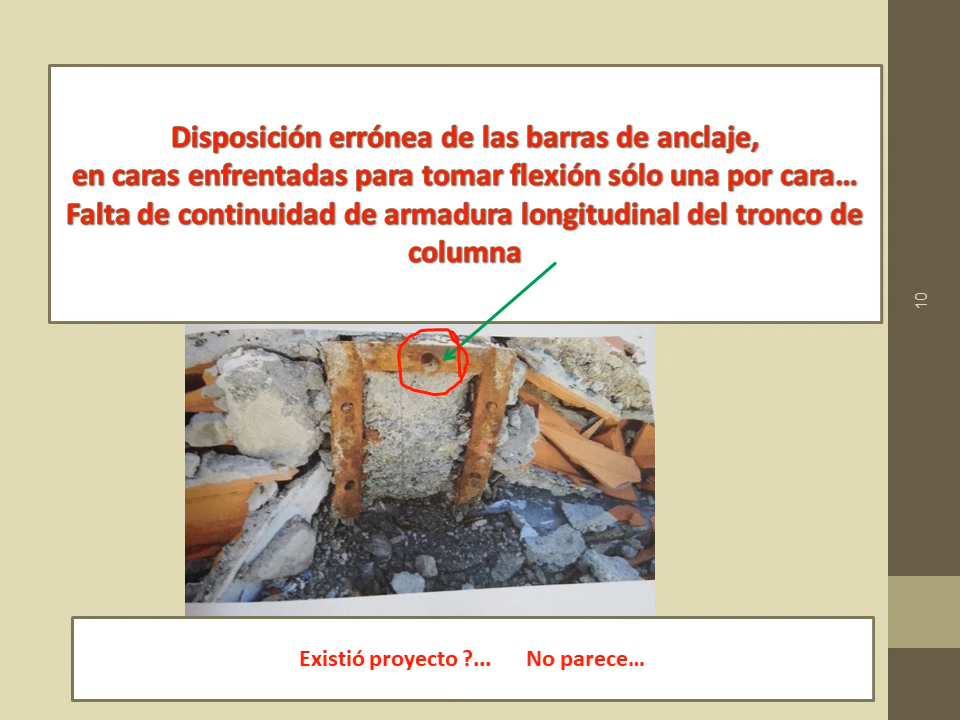 Disposición errónea de las barras de anclaje,
en caras enfrentadas para tomar flexión sólo una por cara…
Falta de continuidad de armadura longitudinal del tronco de
columna
10
Existió proyecto ?... No parece…